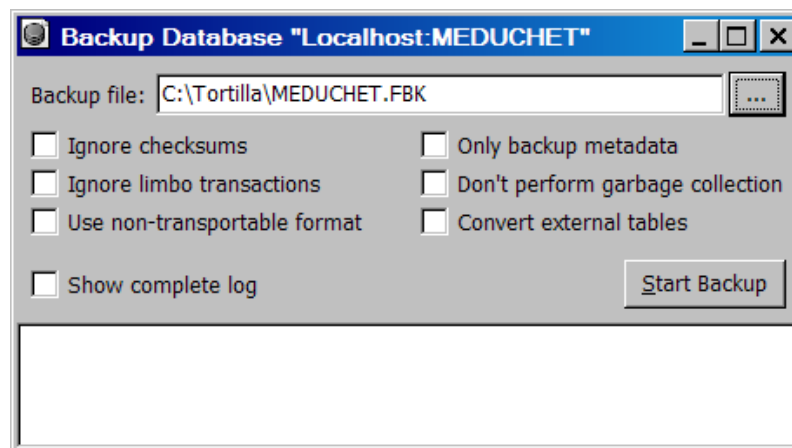 Backup Database "Localhost:MEDUCHET"
Backup file: C:\Tortilla\MEDUCHET.FBK ...
Ignore checksums Only backup metadata
Ignore limbo transactions Don't perform garbage collection
Use non-transportable format Convert external tables
Show complete log Start Backup